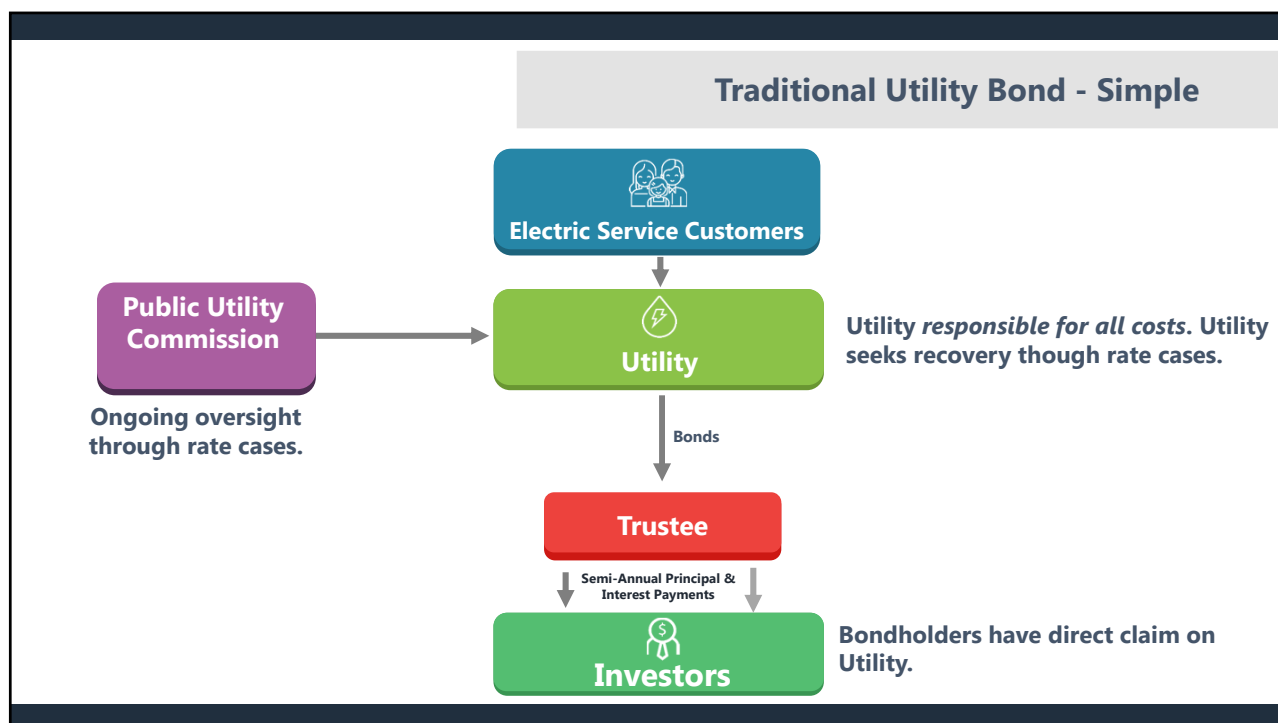 Traditional Utility Bond - Simple
Electric Service Customers
Public Utility
Commission
Utility
Utility responsible for all costs. Utility
seeks recovery though rate cases.
Ongoing oversight
through rate cases.
Bonds
Trustee
Semi-Annual Principal &
Interest Payments
Investors
Bondholders have direct claim on
Utility.